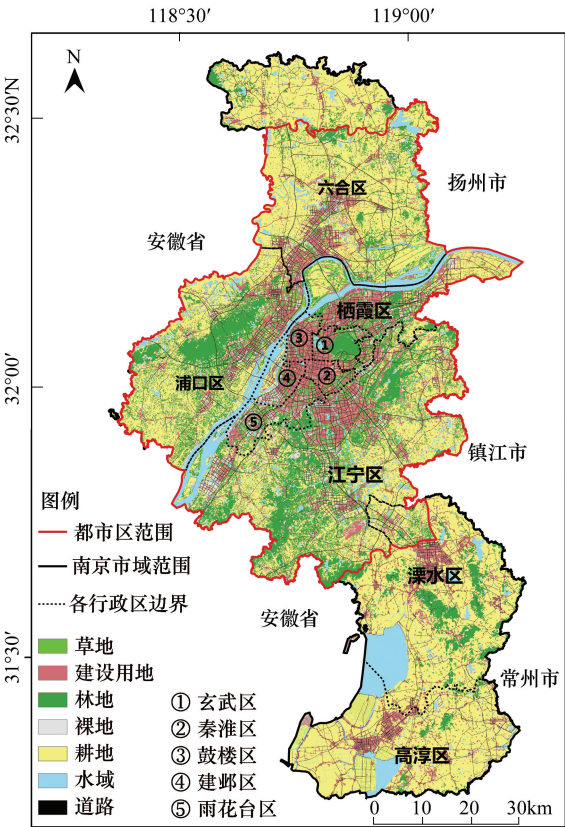 118°30′
119°00′
N
32°30′N
六合区
扬州市
安徽省
栖霞区
③
①
32°00′
浦口区
④
②
⑤
镇江市
江宁区
图例
都市区范围
南京市域范围
溧水区
各行政区边界
安徽省
31°30′
草地
建设用地
常州市
林地
① 玄武区
裸地
② 秦淮区
耕地
③ 鼓楼区
高淳区
水域
④ 建邺区
道路
⑤ 雨花台区
0 10 20 30km